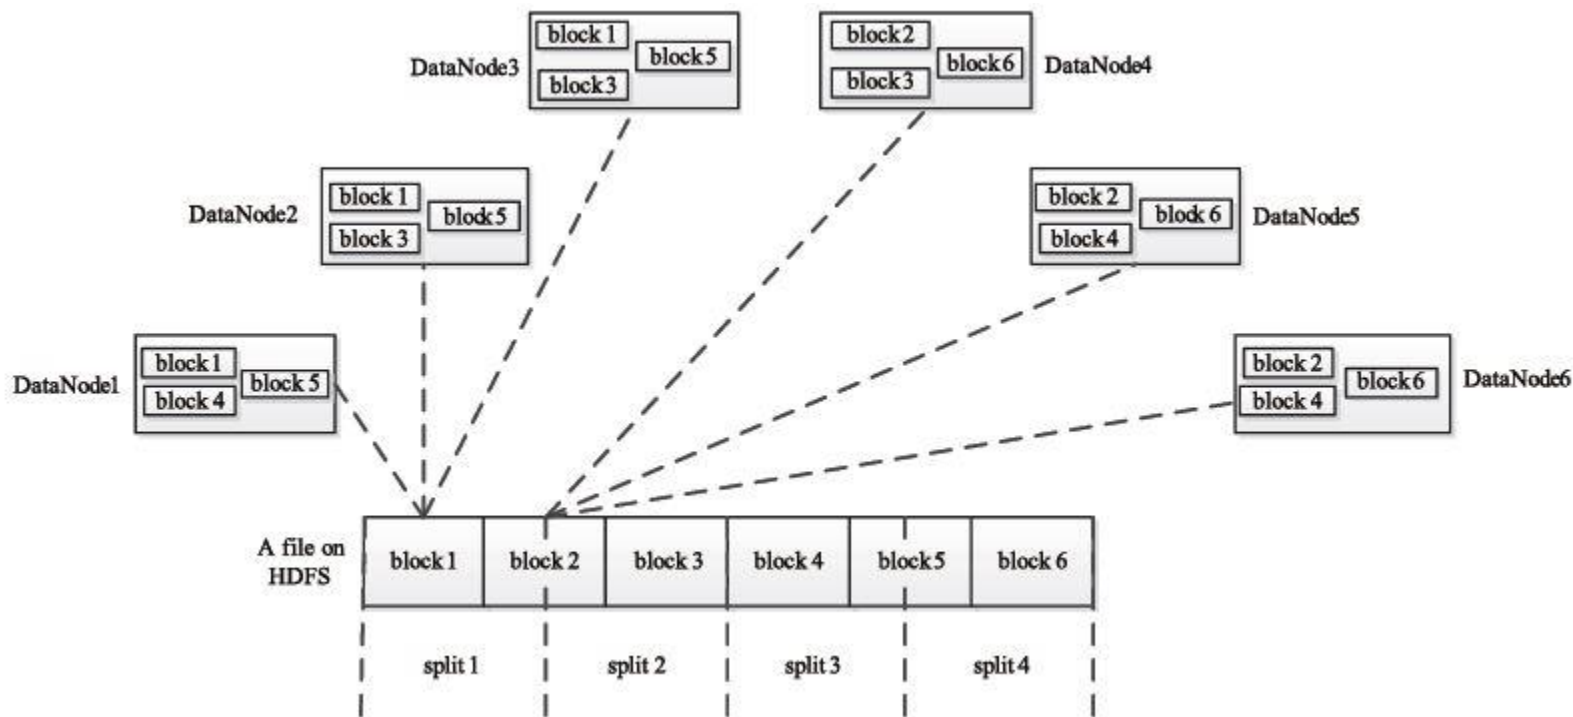 block 1
block 5
block 3
DataNode3
block 2
block 6
block 3
DataNode4
block 1
block 5
block 3
DataNode2
block 2
block 6
block 4
DataNode5
block 1
block 5
block 4
DataNode1
block 2
block 6
block 4
DataNode6
A file on
HDFS
block 1
block 2
block 3
block 4
block 5
block 6
split 1
split 2
split 3
split 4